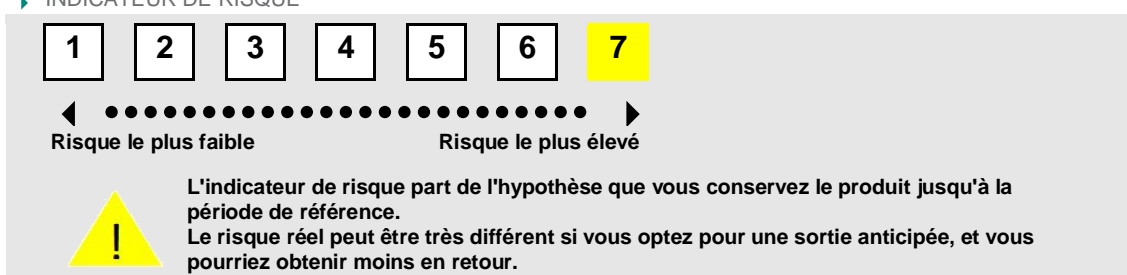 INDICATEUR DE RISQUE
1 2 3 4 5 6 7
Risque le plus faible Risque le plus élevé
L'indicateur de risque part de l'hypothèse que vous conservez le produit jusqu'à la
période de référence.
! Le risque réel peut être très différent si vous optez pour une sortie anticipée, et vous
pourriez obtenir moins en retour.